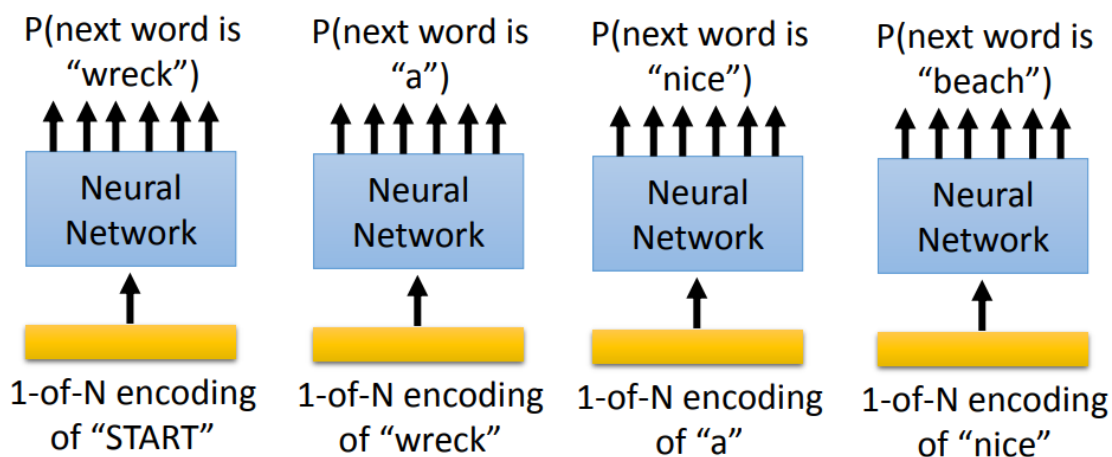 P(next word is
“wreck”)
P(next word is
“a”)
P(next word is
“nice”)
P(next word is
“beach”)
Neural
Network
Neural
Network
Neural
Network
Neural
Network
1-of-N encoding
of “START”
1-of-N encoding
of “wreck”
1-of-N encoding
of “a”
1-of-N encoding
of “nice”